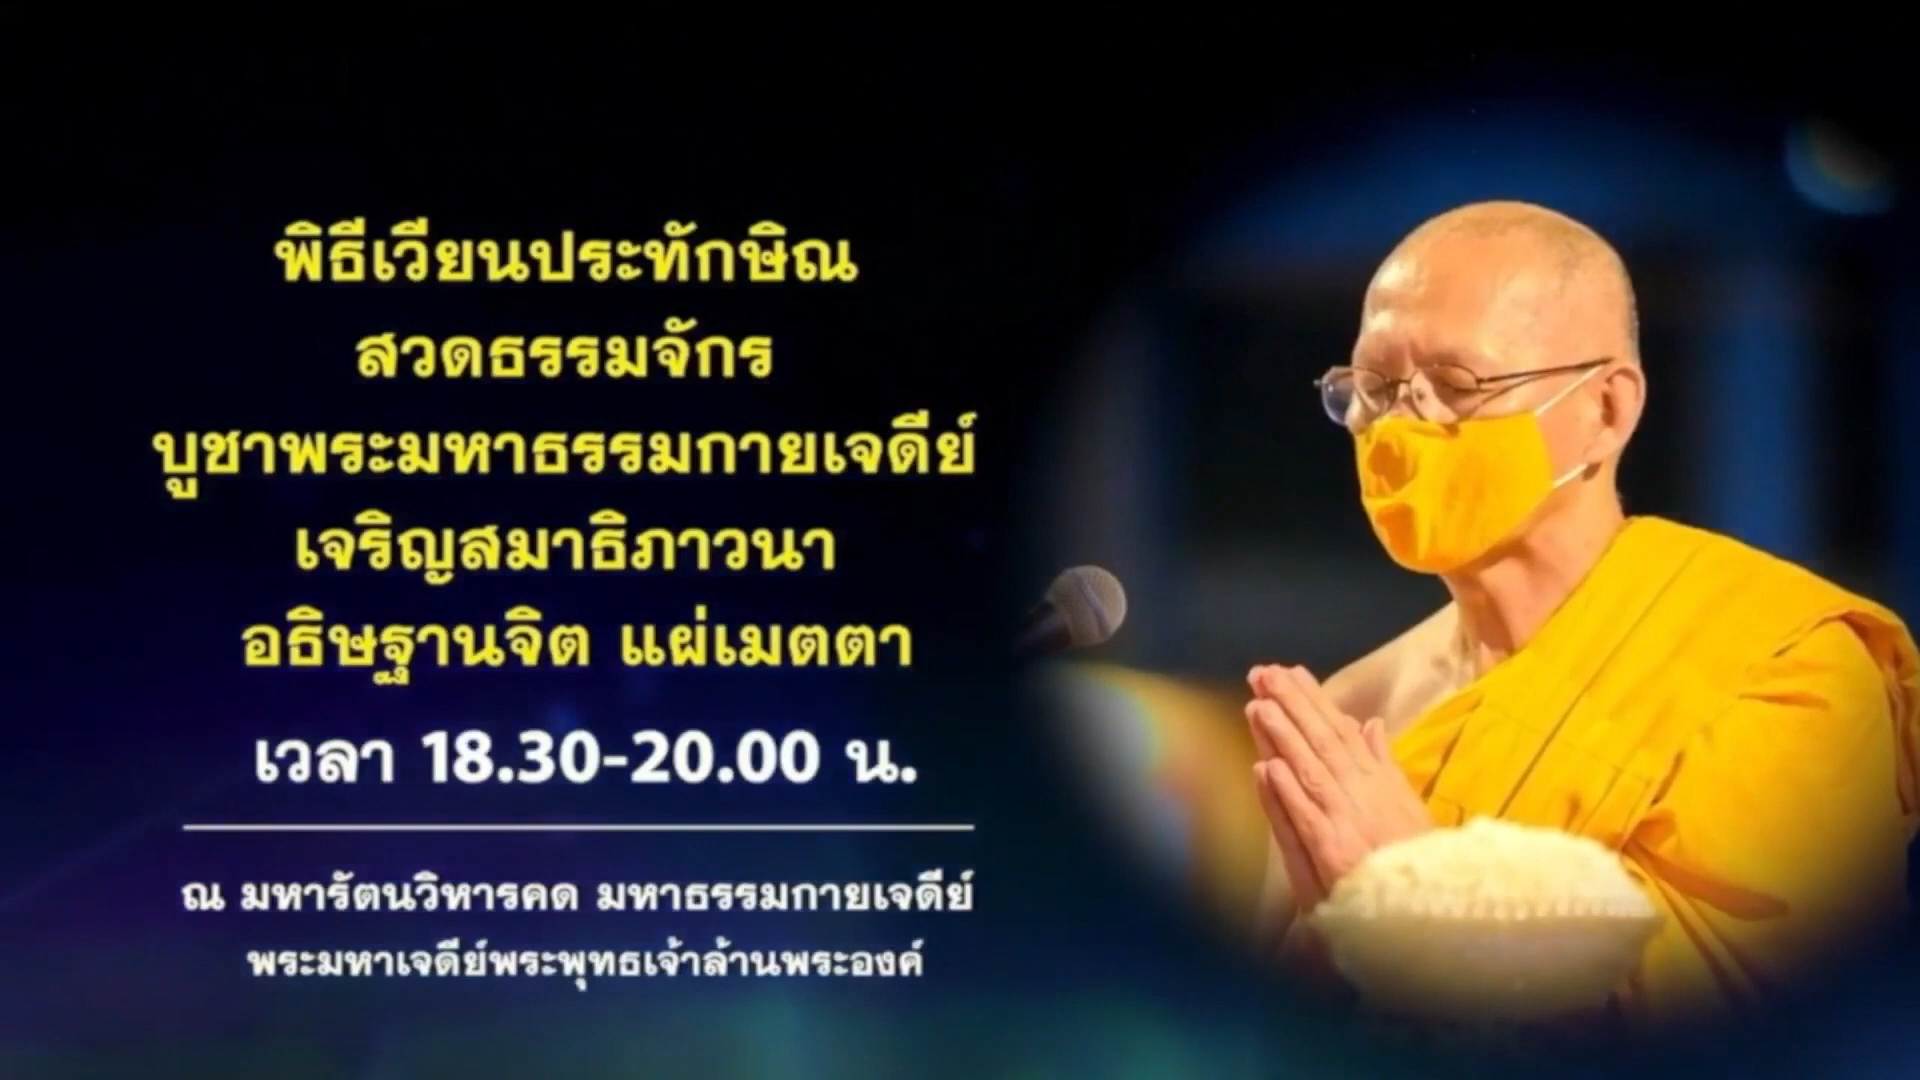 พิธีเวียนประทักษิณ
สวดธรรมจักร
บูชาพระมหาธรรมกายเจดีย์
เจริญสมาธิภาวนา
อธิษฐานจิต แผ่เมตตา
เวลา 18.30-20.00 น.
ณ มหารัตนวิหารคด มหาธรรมกายเจดีย์
พระมหาเจดีย์พระพุทธเจ้าล้านพระองค์